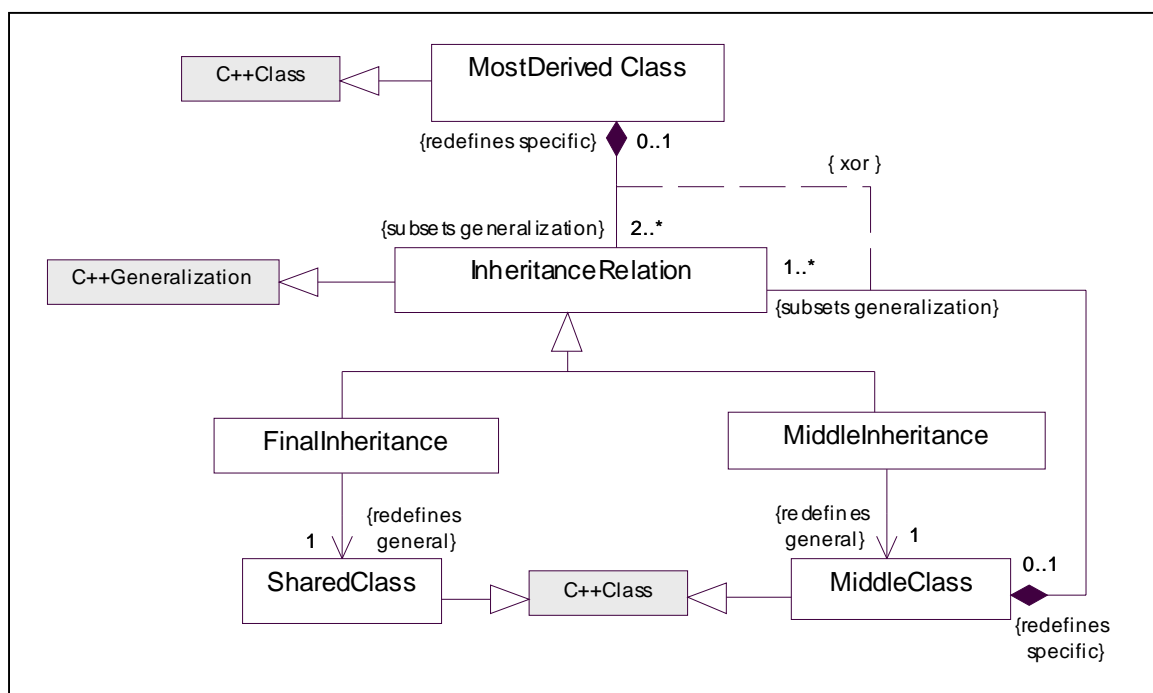 C++Class
MostDerived Class
{redefines specific}
0..1
{ xor }
{subsets generalization}
2..*
C++Generalization
InheritanceRelation
1..*
{subsets generalization}
FinalInheritance
MiddleInheritance
1
{redefines
general}
{redefines
general}
1
SharedClass
C++Class
MiddleClass
0..1
{redefines
specific}